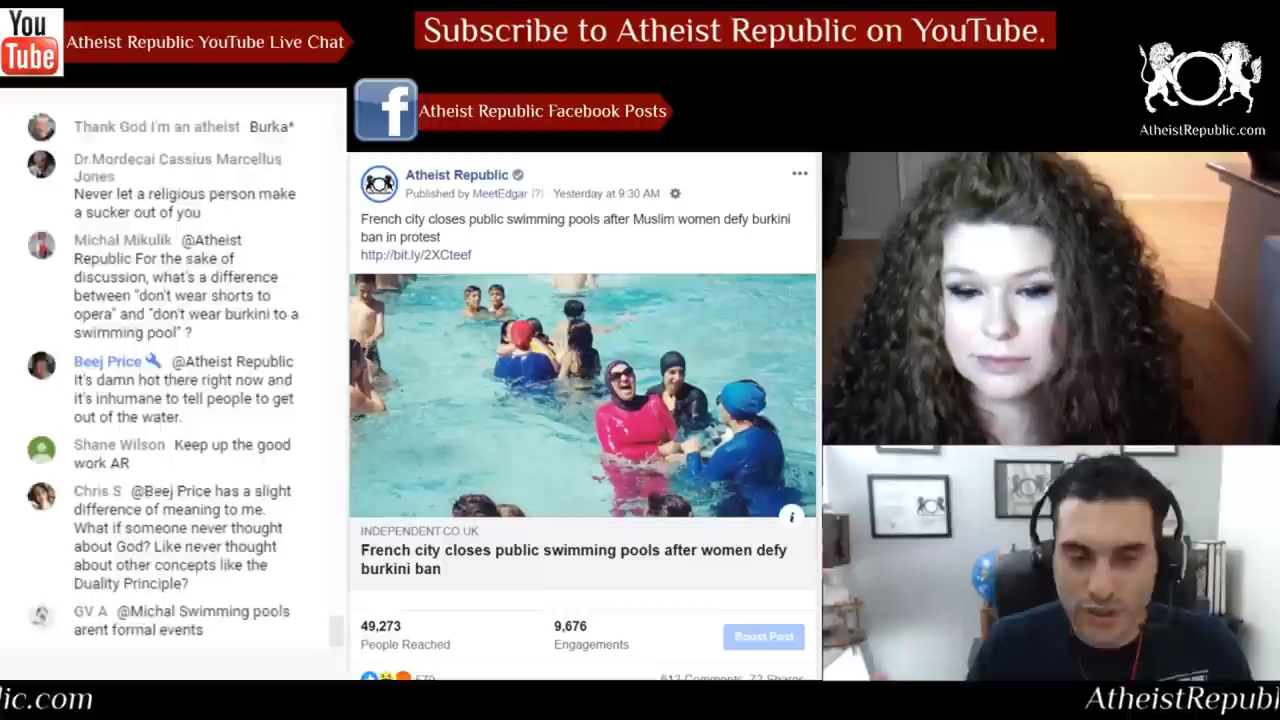 You
Tube
Atheist Republic YouTube Live Chat
Subscribe to Atheist Republic on YouTube.
AtheistRepublic.com
f
Atheist Republic Facebook Posts
Thank God I'm an atheist Burka*
Dr.Mordecai Cassius Marcellus
Jones
Never let a religious person make
a sucker out of you
Michal Mikulik @Atheist
Republic For the sake of
discussion, what's a difference
between "don't wear shorts to
opera" and "don't wear burkini to a
swimming pool" ?
Beej Price @Atheist Republic
It's damn hot there right now and
it's inhumane to tell people to get
out of the water.
Shane Wilson Keep up the good
work AR
Chris S @Beej Price has a slight
difference of meaning to me.
What if someone never thought
about God? Like never thought
about other concepts like the
Duality Principle?
GV A @Michal Swimming pools
arent formal events
Atheist Republic
Published by MeetEdgar [?] Yesterday at 9:30 AM
French city closes public swimming pools after Muslim women defy burkini
ban in protest
http://bit.ly/2XCteef
i
INDEPENDENT.CO.UK
French city closes public swimming pools after women defy
burkini ban
49,273
People Reached
9,676
Engagements
Boost Post
613 Comments 72 Shares
lic.com
AtheistRepubl